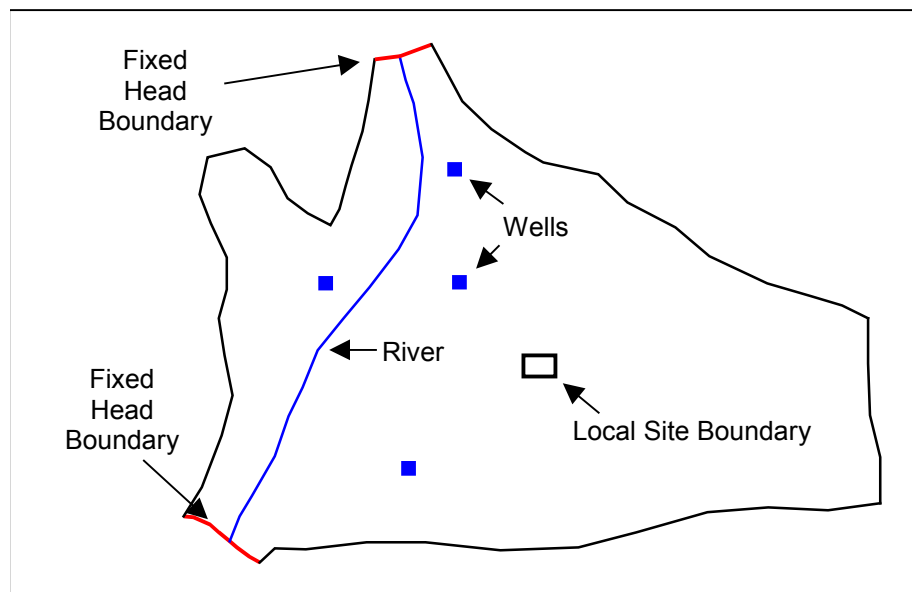 Fixed
Head
Boundary
Wells
River
Fixed
Head
Boundary
Local Site Boundary